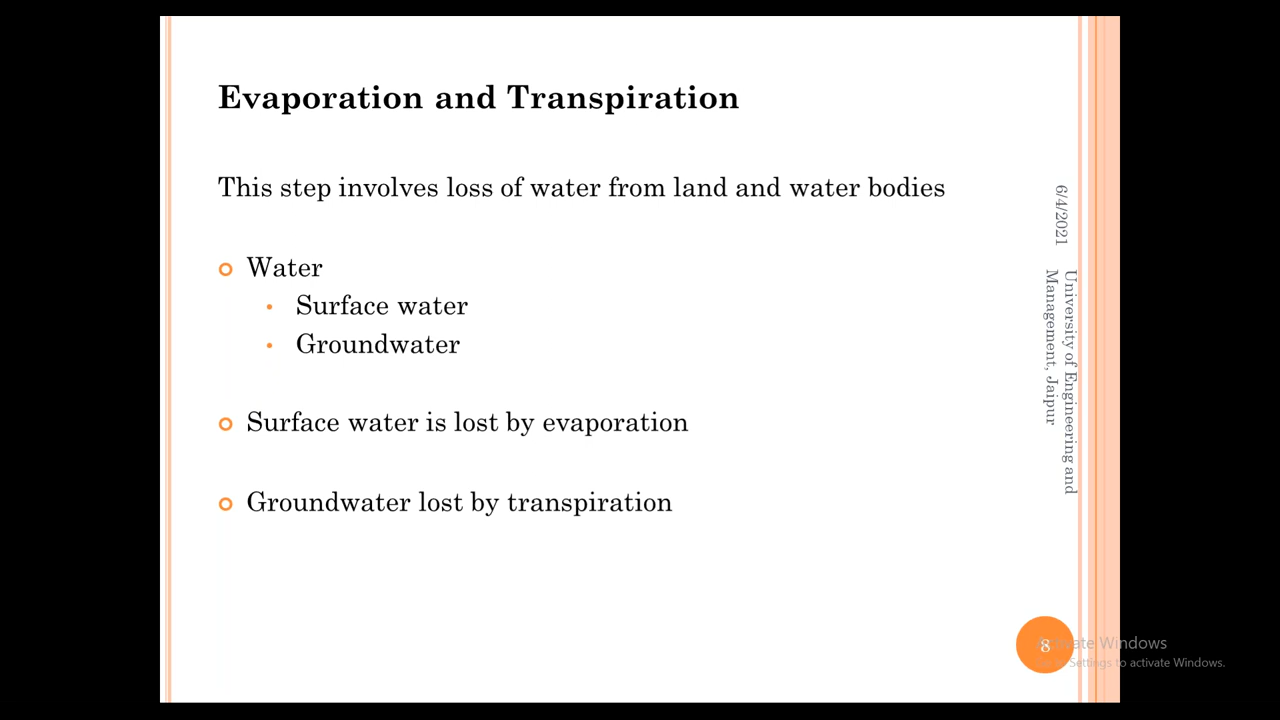 Evaporation and Transpiration
This step involves loss of water from land and water bodies
Water
Surface water
Groundwater
Surface water is lost by evaporation
Groundwater lost by transpiration
6/4/2021
University of Engineering and
Management, Jaipur
8
Activate Windows
Settings to activate Windows.